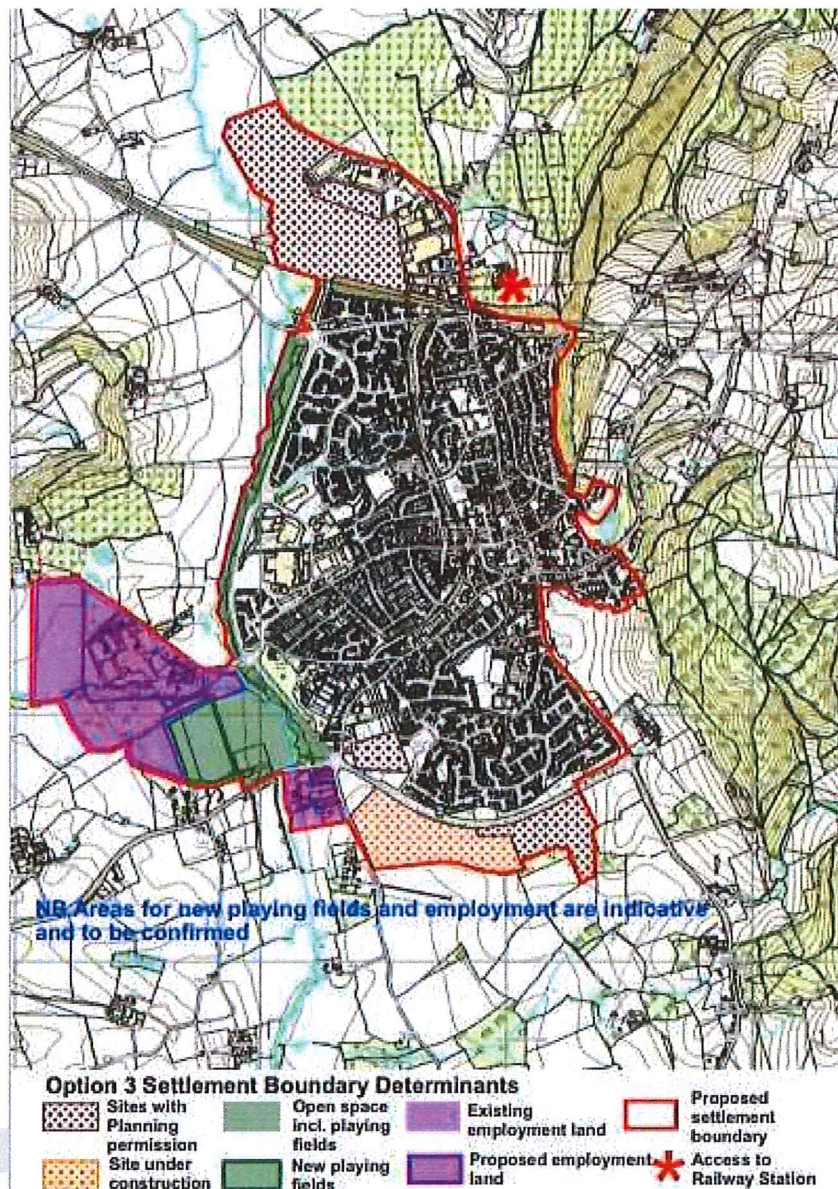 NB Areas for new playing fields and employment are indicative
and to be confirmed
Option 3 Settlement Boundary Determinants
Sites with
Planning
permission
Open space
incl. playing
fields
Existing
employment land
Proposed
settlement
boundary
Site under
construction
New playing
fields
Proposed employment
land
Access to
Railway Station